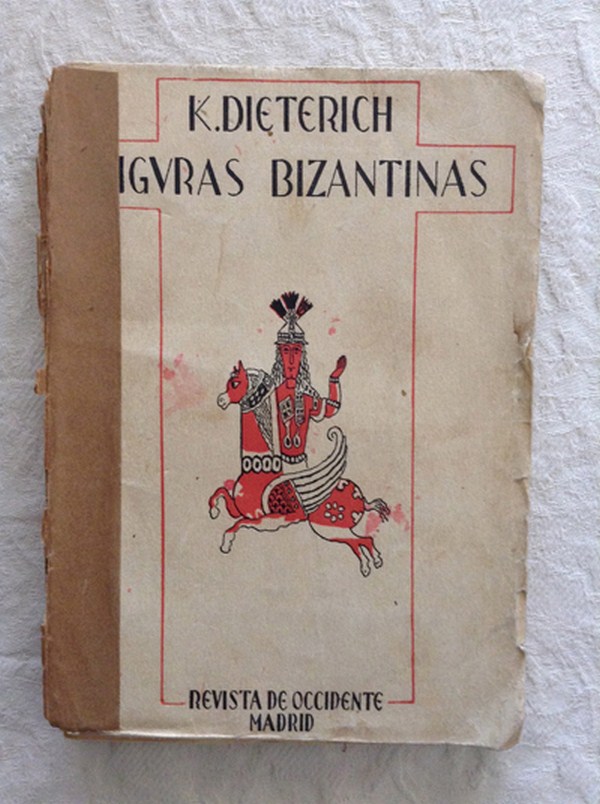 K. DIETERICH
IGVRAS BIZANTINAS
REVISTA DE OCCIDENTE
MADRID